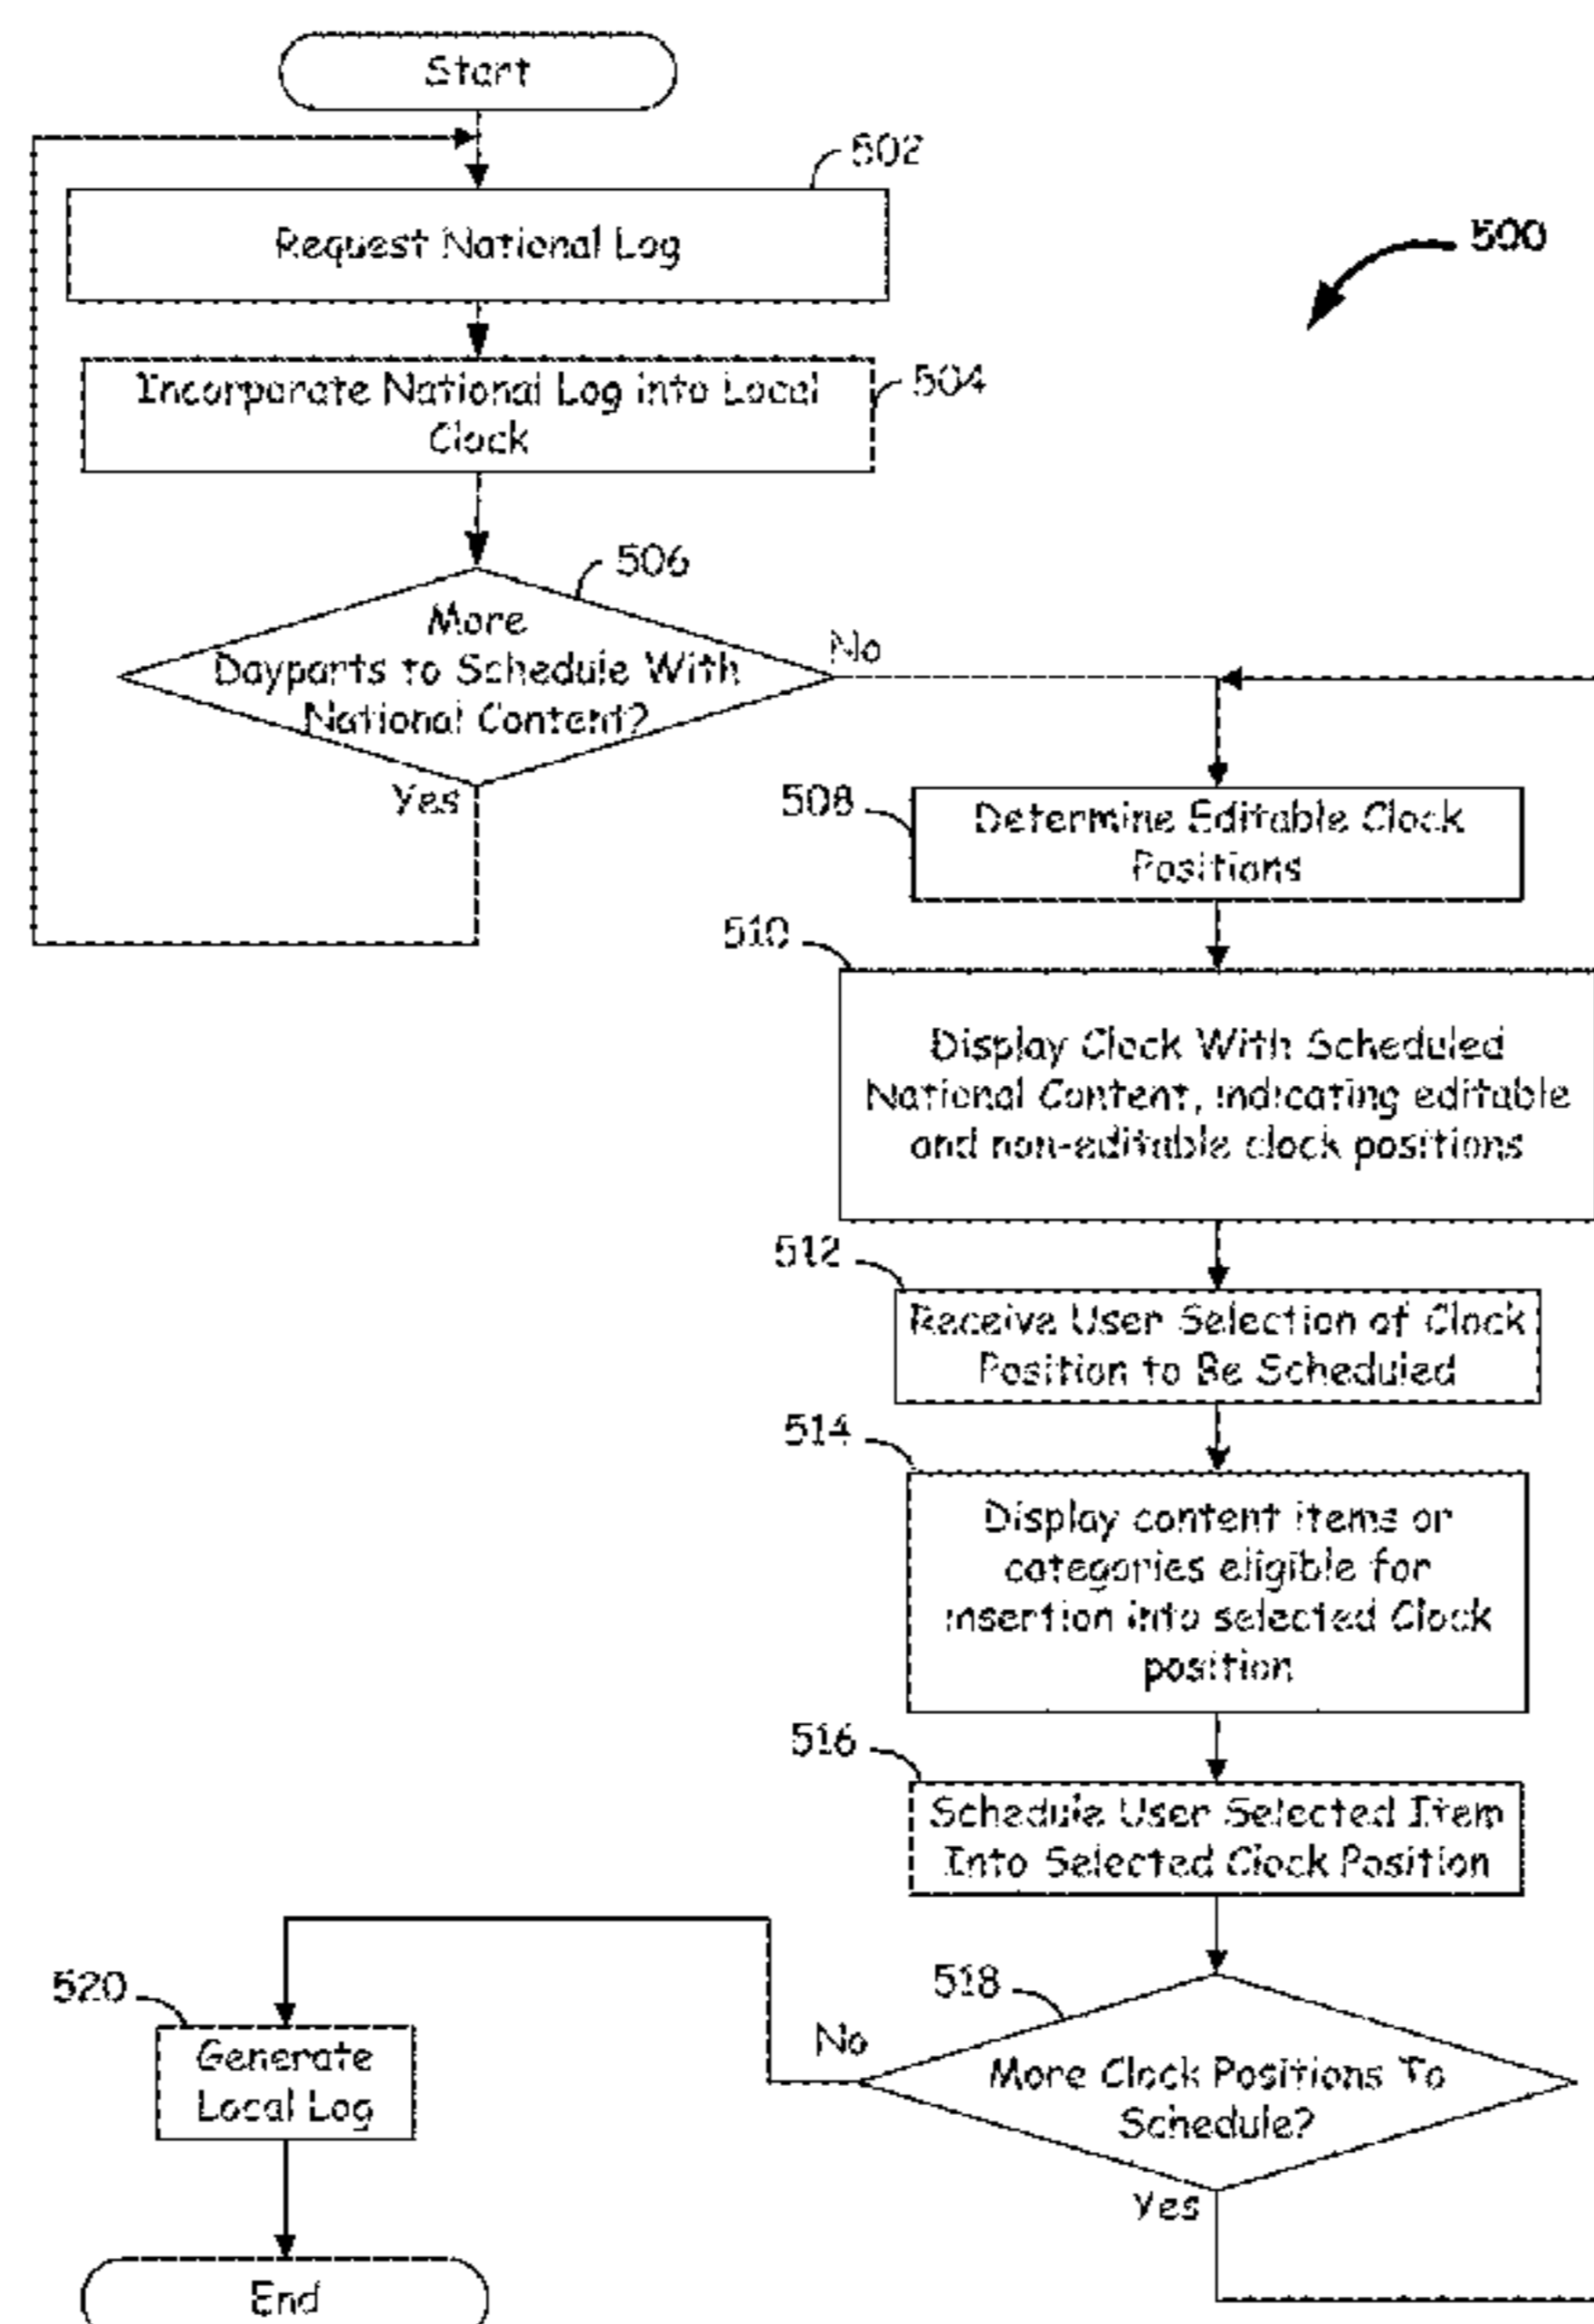 Start
502
Request National Log
500
Incorporate National Log into Local
Clock
504
506
More
Dayparts to Schedule With
National Content?
No
Yes
508
Determine Editable Clock
Positions
510
Display Clock With Scheduled
National Content, indicating editable
and non-editable clock positions
512
Receive User Selection of Clock
Position to Be Scheduled
514
Display content items or
categories eligible for
insertion into selected Clock
position
516
Schedule User Selected Item
Into Selected Clock Position
518
No
More Clock Positions To
Schedule?
Yes
520
Generate
Local Log
End